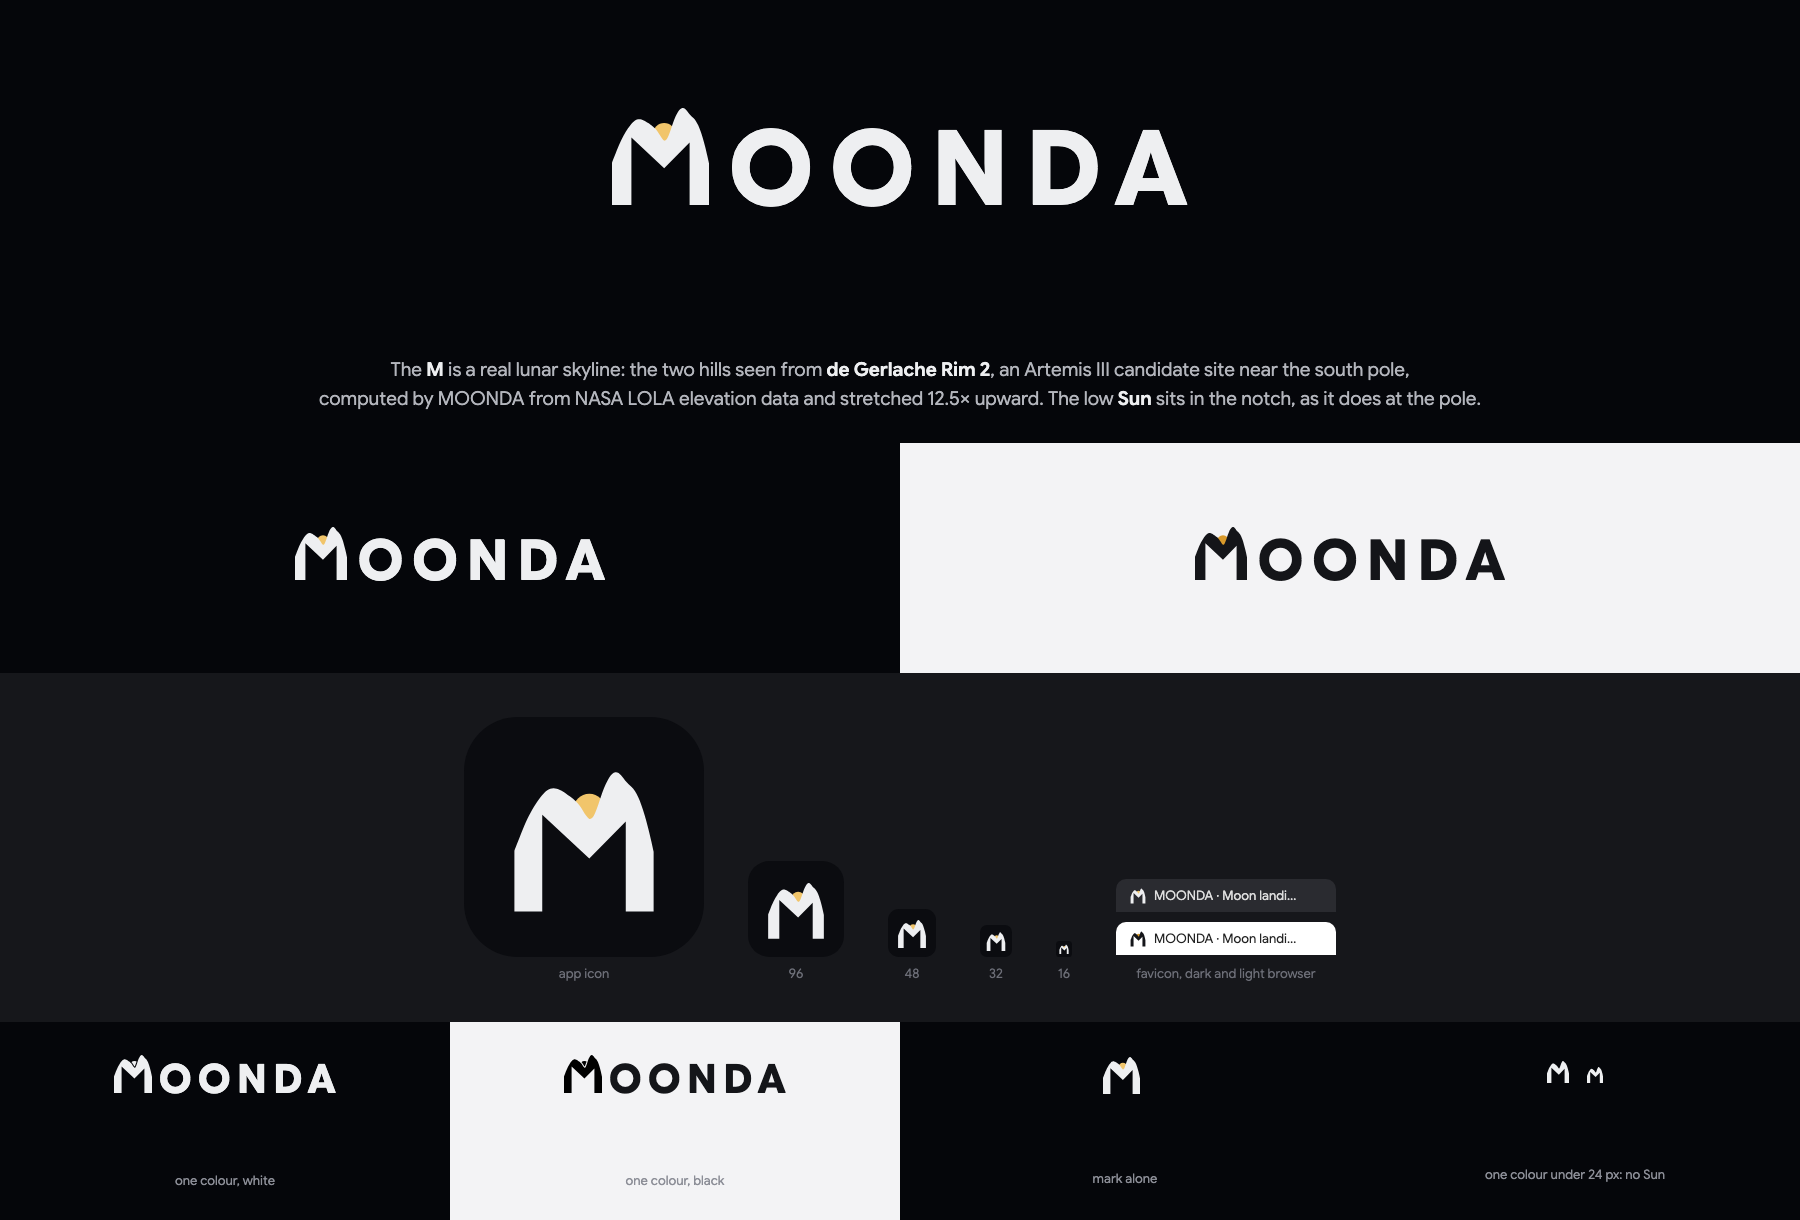 MOONDA
The M is a real lunar skyline: the two hills seen from de Gerlache Rim 2, an Artemis III candidate site near the south pole,
computed by MOONDA from NASA LOLA elevation data and stretched 12.5× upward. The low Sun sits in the notch, as it does at the pole.
MOONDA
MOONDA
M
M
M
M
M
M MOONDA · Moon landi...
M MOONDA · Moon landi...
app icon
96
48
32
16
favicon, dark and light browser
MOONDA
MOONDA
M
M M
one colour, white
one colour, black
mark alone
one colour under 24 px: no Sun